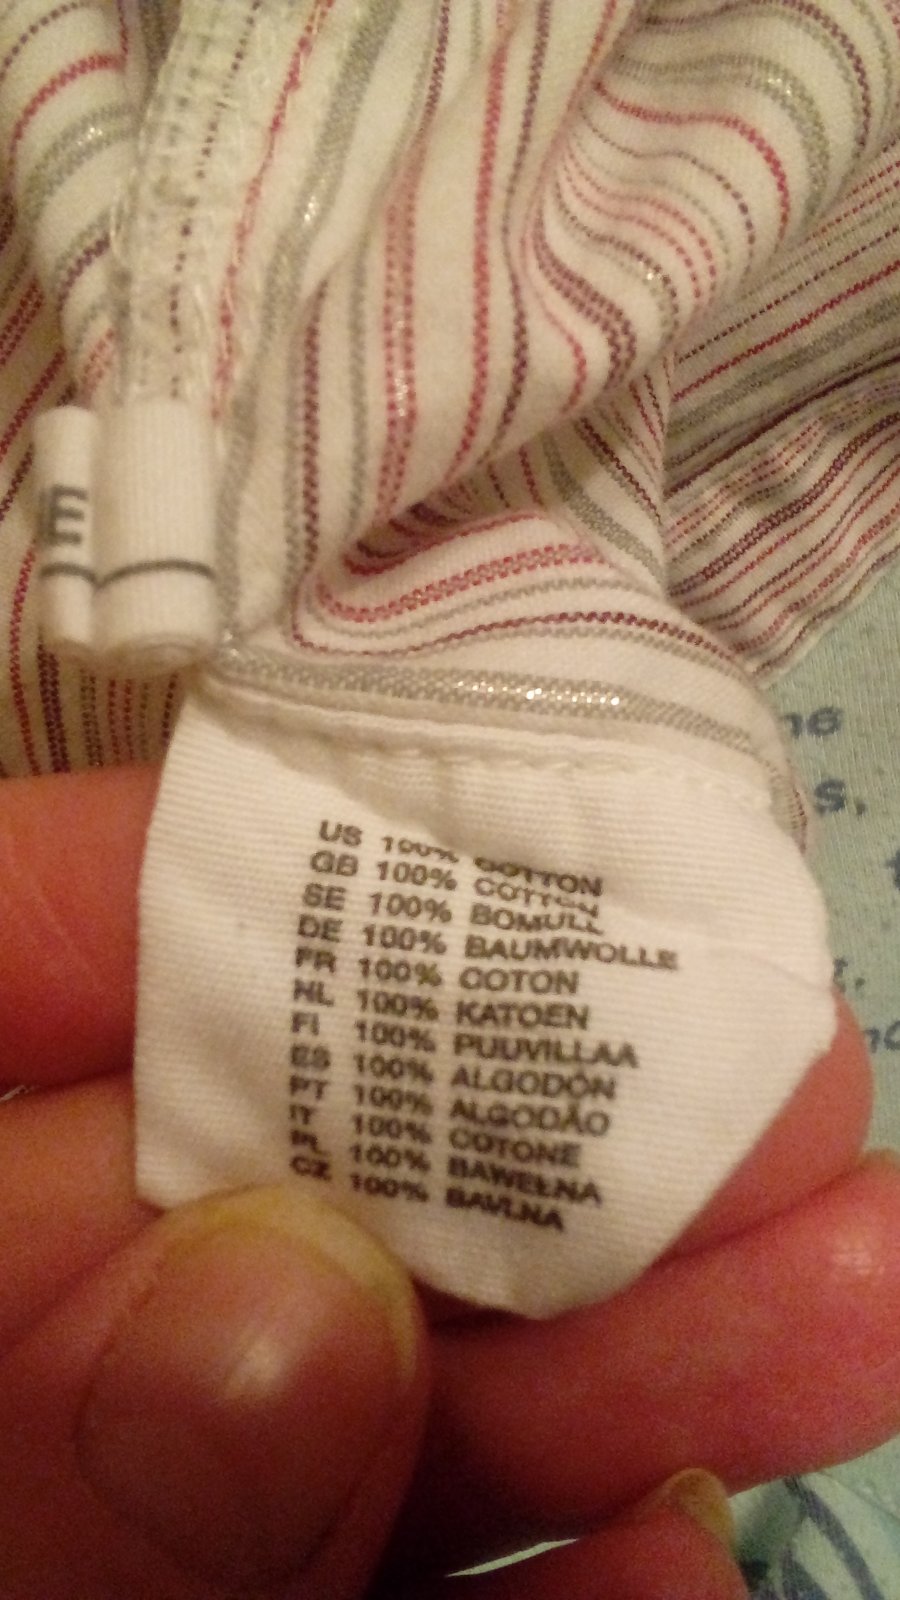 E
US 100% COTTON
GB 100% COTTON
SE 100% BOMULL
DE 100% BAUMWOLLE
FR 100% COTON
NL 100% KATOEN
FI 100% PUUVILLAA
ES 100% ALGODÓN
PT 100% ALGODÃO
IT 100% COTONE
PL 100% BAWEŁNA
CZ 100% BAVLNA